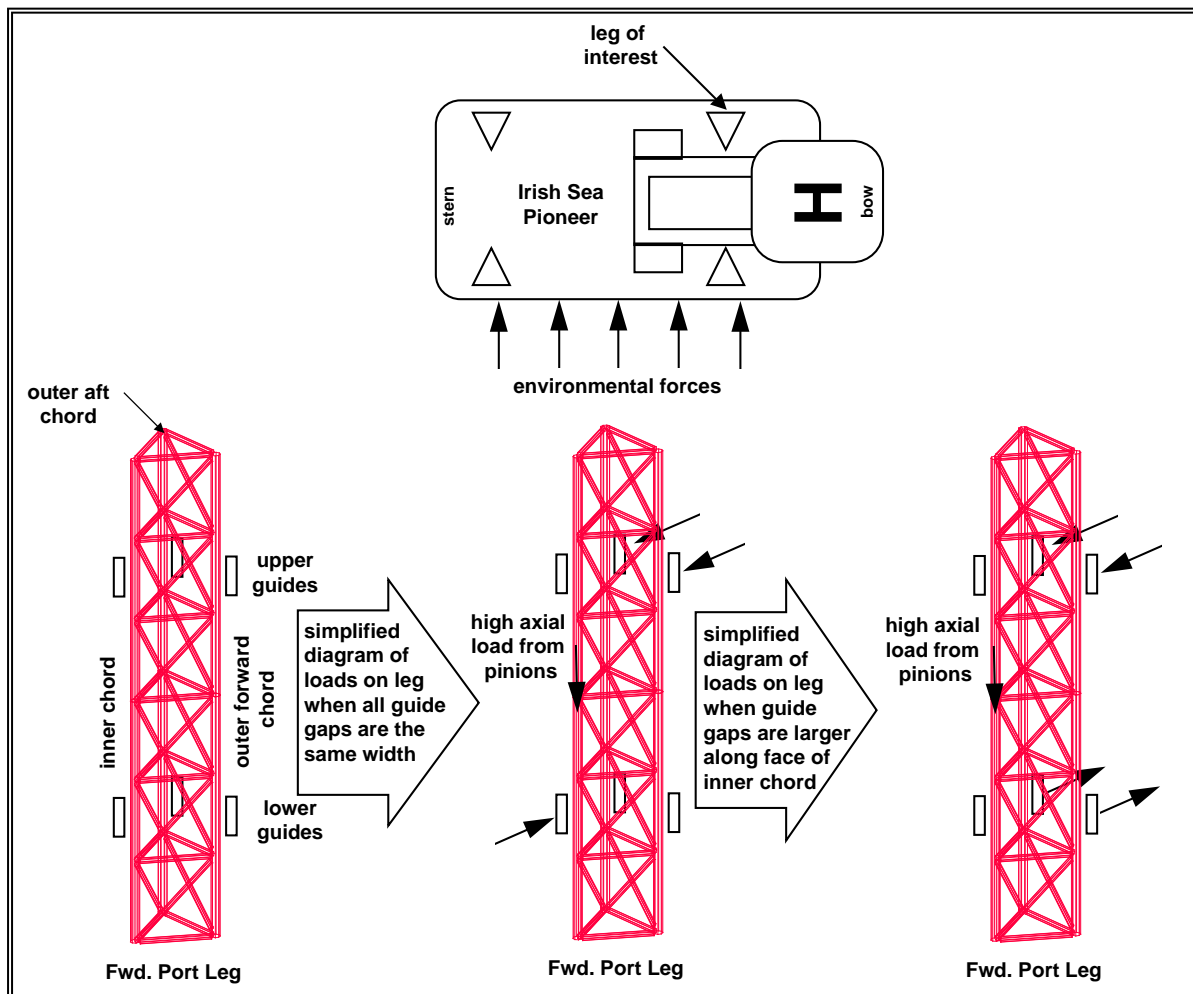 leg of
interest
Irish Sea
Pioneer
stern
H
bow
environmental forces
outer aft
chord
upper
guides
inner chord
outer forward
chord
lower
guides
simplified
diagram of
loads on leg
when all guide
gaps are the
same width
high axial
load from
pinions
simplified
diagram of
loads on leg
when guide
gaps are larger
along face of
inner chord
high axial
load from
pinions
Fwd. Port Leg
Fwd. Port Leg
Fwd. Port Leg